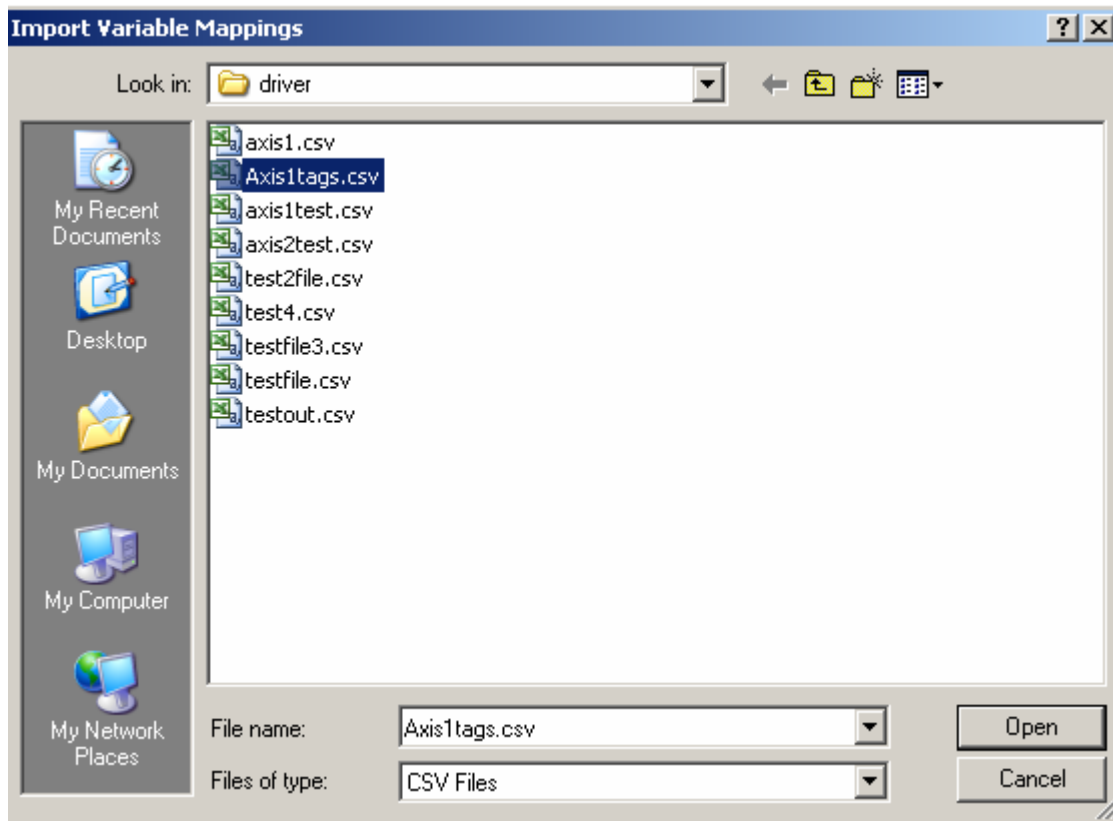 Import Variable Mappings
Look in:
driver
My Recent
Documents
Desktop
My Documents
My Computer
My Network
Places
axis1.csv
Axis1tags.csv
axis1test.csv
axis2test.csv
test2file.csv
test4.csv
testfile3.csv
testfile.csv
testout.csv
File name:
Axis1tags.csv
Open
Files of type:
CSV Files
Cancel